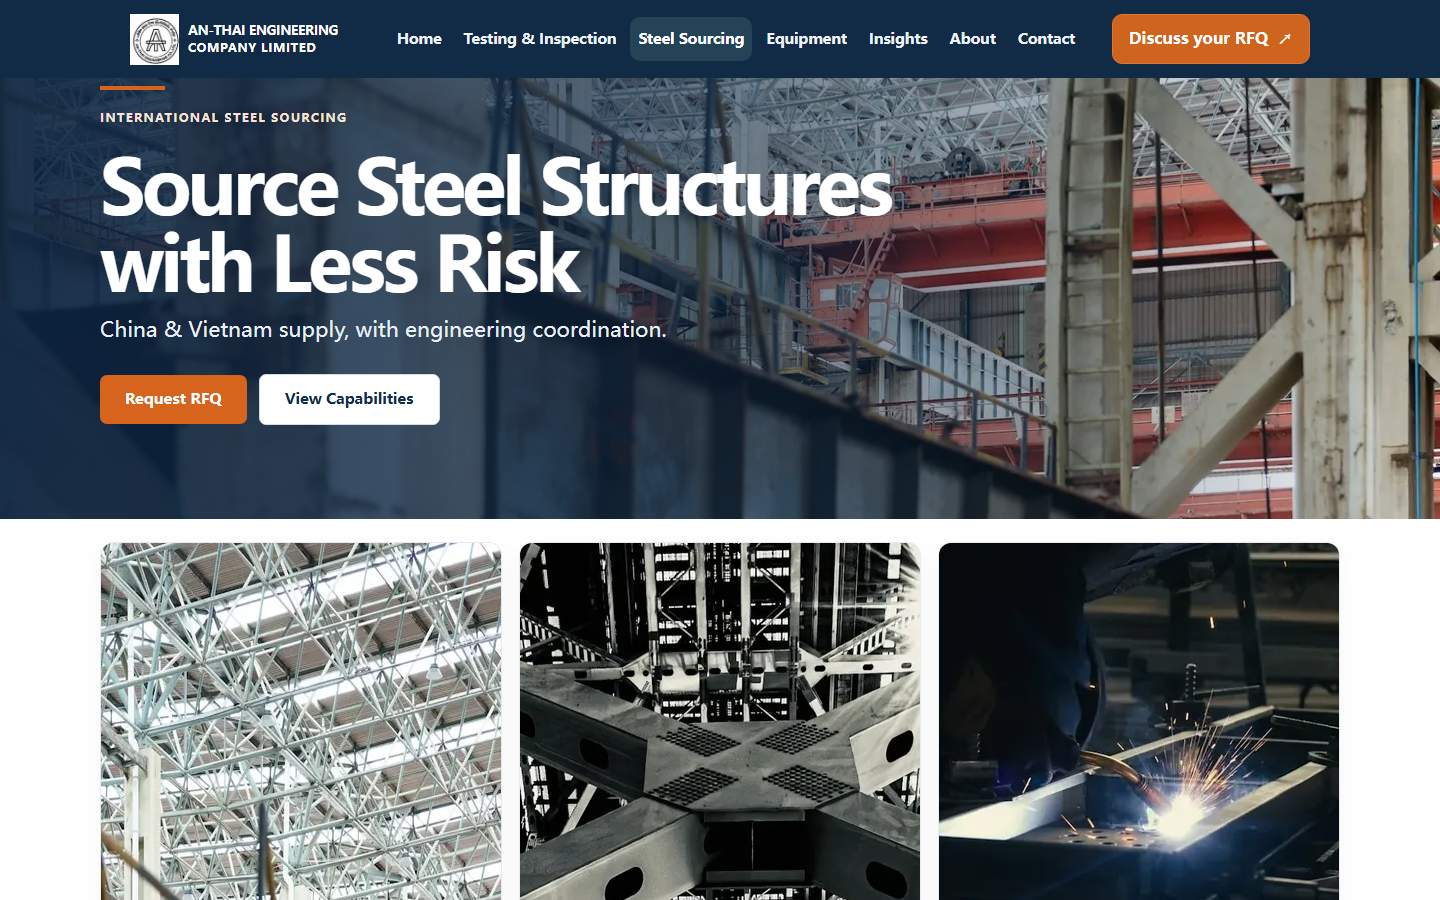 AN-THAI ENGINEERING
COMPANY LIMITED
Home
Testing & Inspection
Steel Sourcing
Equipment
Insights
About
Contact
Discuss your RFQ ↗
INTERNATIONAL STEEL SOURCING
Source Steel Structures
with Less Risk
China & Vietnam supply, with engineering coordination.
Request RFQ
View Capabilities